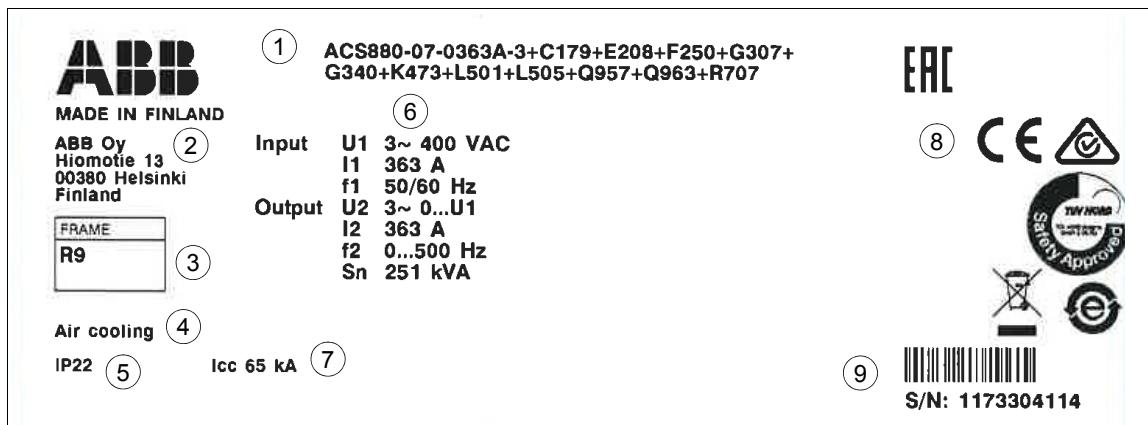 ABB
MADE IN FINLAND
ABB Oy
Hiomotie 13
00380 Helsinki
Finland
2
FRAME
R9
3
Air cooling
4
IP22
5
1
ACS880-07-0363A-3+C179+E208+F250+G307+
G340+K473+L501+L505+Q957+Q963+R707
6
Input U1 3~ 400 VAC
I1 363 A
f1 50/60 Hz
Output U2 3~ 0...U1
I2 363 A
f2 0...500 Hz
Sn 251 kVA
Icc 65 kA
7
EAC
8
CE
TUV NORD
Safety Approved
e
9
S/N: 1173304114